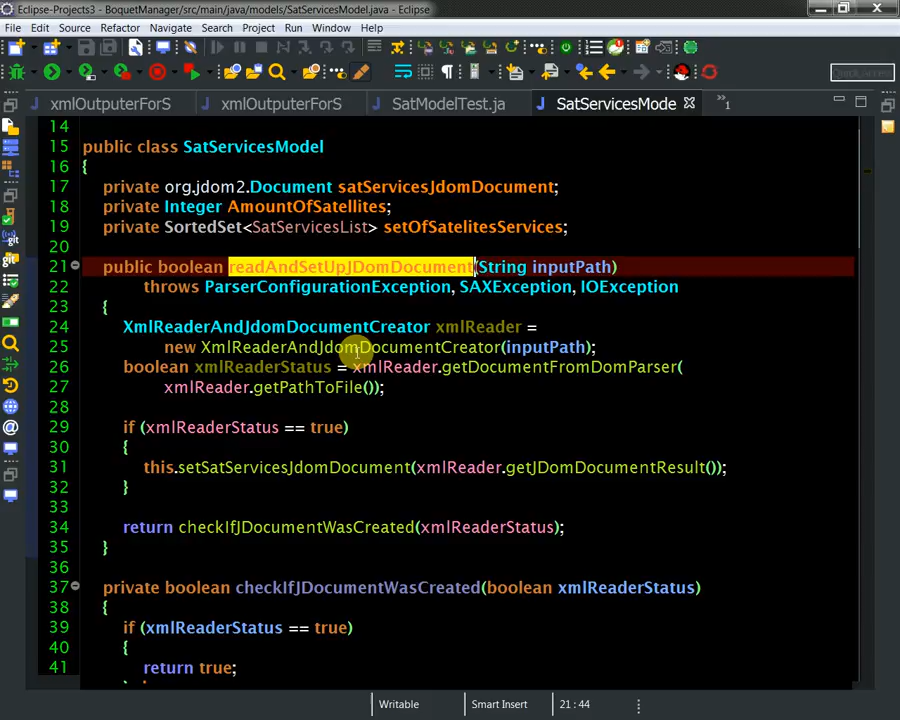 Eclipse-Projects3 - BoquetManager/src/main/java/models/SatServicesModel.java - Eclipse
File Edit Source Refactor Navigate Search Project Run Window Help
xmlOutputerForS xmlOutputerForS SatModelTest.ja SatServicesMode »1
14
15 public class SatServicesModel
16 {
17 private org.jdom2.Document satServicesJdomDocument;
18 private Integer AmountOfSatellites;
19 private SortedSet<SatServicesList> setOfSatelitesServices;
20
21 public boolean readAndSetUpJDomDocument(String inputPath)
22 throws ParserConfigurationException, SAXException, IOException
23 {
24 XmlReaderAndJdomDocumentCreator xmlReader =
25 new XmlReaderAndJdomDocumentCreator(inputPath);
26 boolean xmlReaderStatus = xmlReader.getDocumentFromDomParser(
27 xmlReader.getPathToFile());
28
29 if (xmlReaderStatus == true)
30 {
31 this.setSatServicesJdomDocument(xmlReader.getJDomDocumentResult());
32 }
33
34 return checkIfJDocumentWasCreated(xmlReaderStatus);
35 }
36
37 private boolean checkIfJDocumentWasCreated(boolean xmlReaderStatus)
38 {
39 if (xmlReaderStatus == true)
40 {
41 return true;
Writable Smart Insert 21 : 44